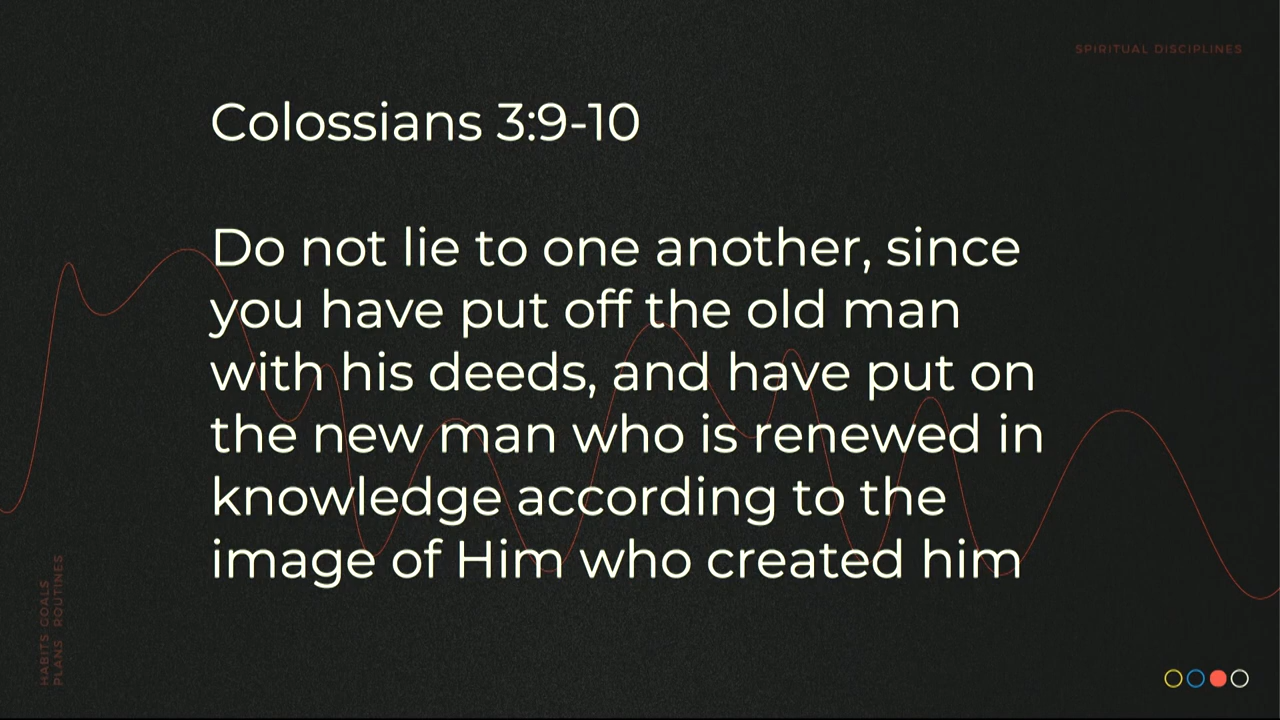 SPIRITUAL DISCIPLINES
Colossians 3:9-10
Do not lie to one another, since
you have put off the old man
with his deeds, and have put on
the new man who is renewed in
knowledge according to the
image of Him who created him
HABITS GOALS
PLANS ROUTINES